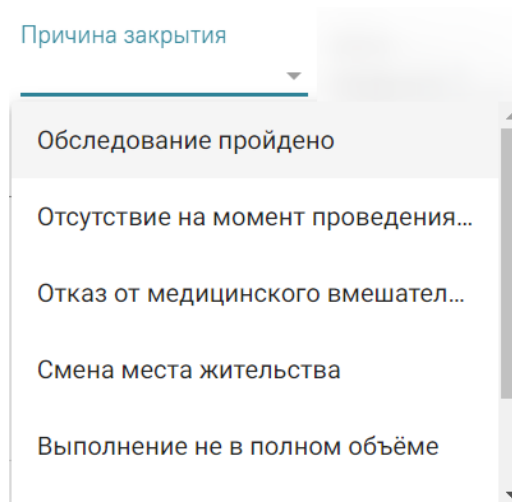 Причина закрытия
Обследование пройдено
Отсутствие на момент проведения...
Отказ от медицинского вмешател...
Смена места жительства
Выполнение не в полном объёме